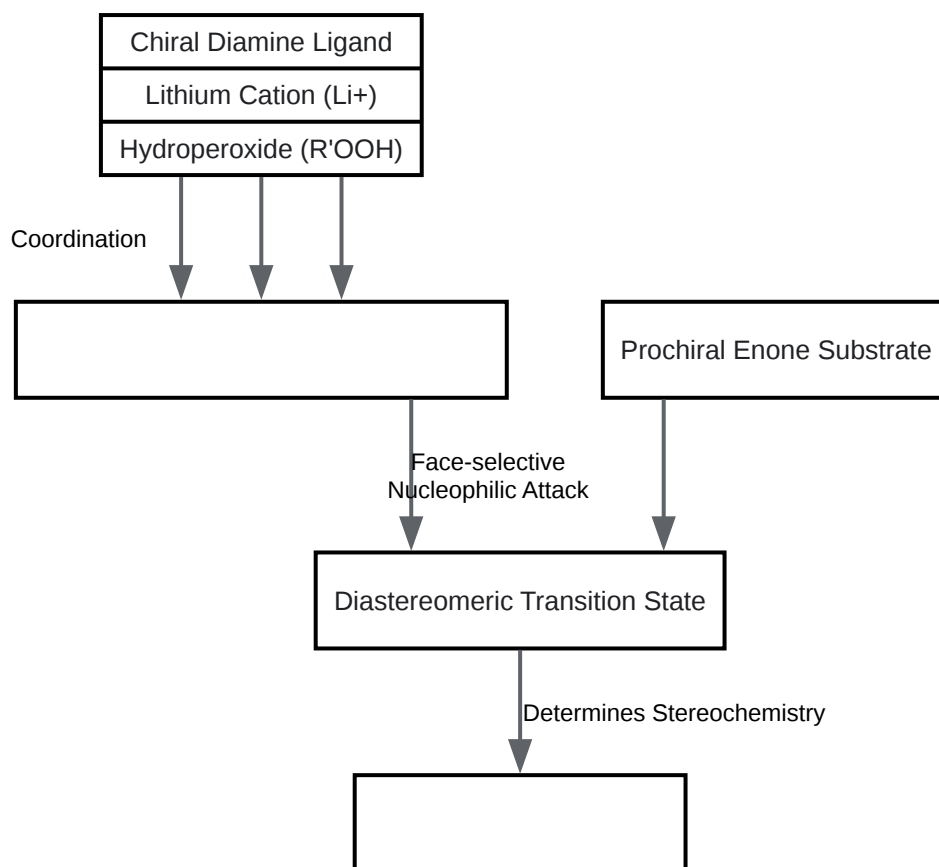 Chiral Diamine Ligand
Lithium Cation (Li+)
Hydroperoxide (R'OOH)
Coordination
Prochiral Enone Substrate
Face-selective
Nucleophilic Attack
Diastereomeric Transition State
Determines Stereochemistry